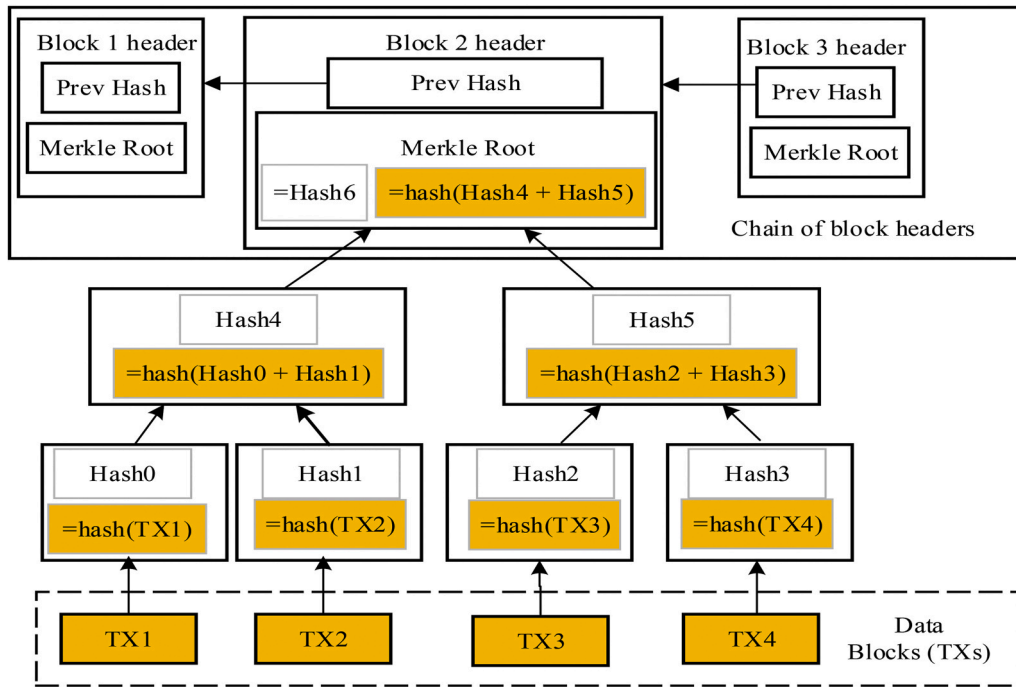 Block 1 header
Prev Hash
Merkle Root
Block 2 header
Prev Hash
Merkle Root
=Hash6
=hash(Hash4 + Hash5)
Block 3 header
Prev Hash
Merkle Root
Chain of block headers
Hash4
=hash(Hash0 + Hash1)
Hash5
=hash(Hash2 + Hash3)
Hash0
=hash(TX1)
Hash1
=hash(TX2)
Hash2
=hash(TX3)
Hash3
=hash(TX4)
TX1
TX2
TX3
TX4
Data
Blocks (TXs)